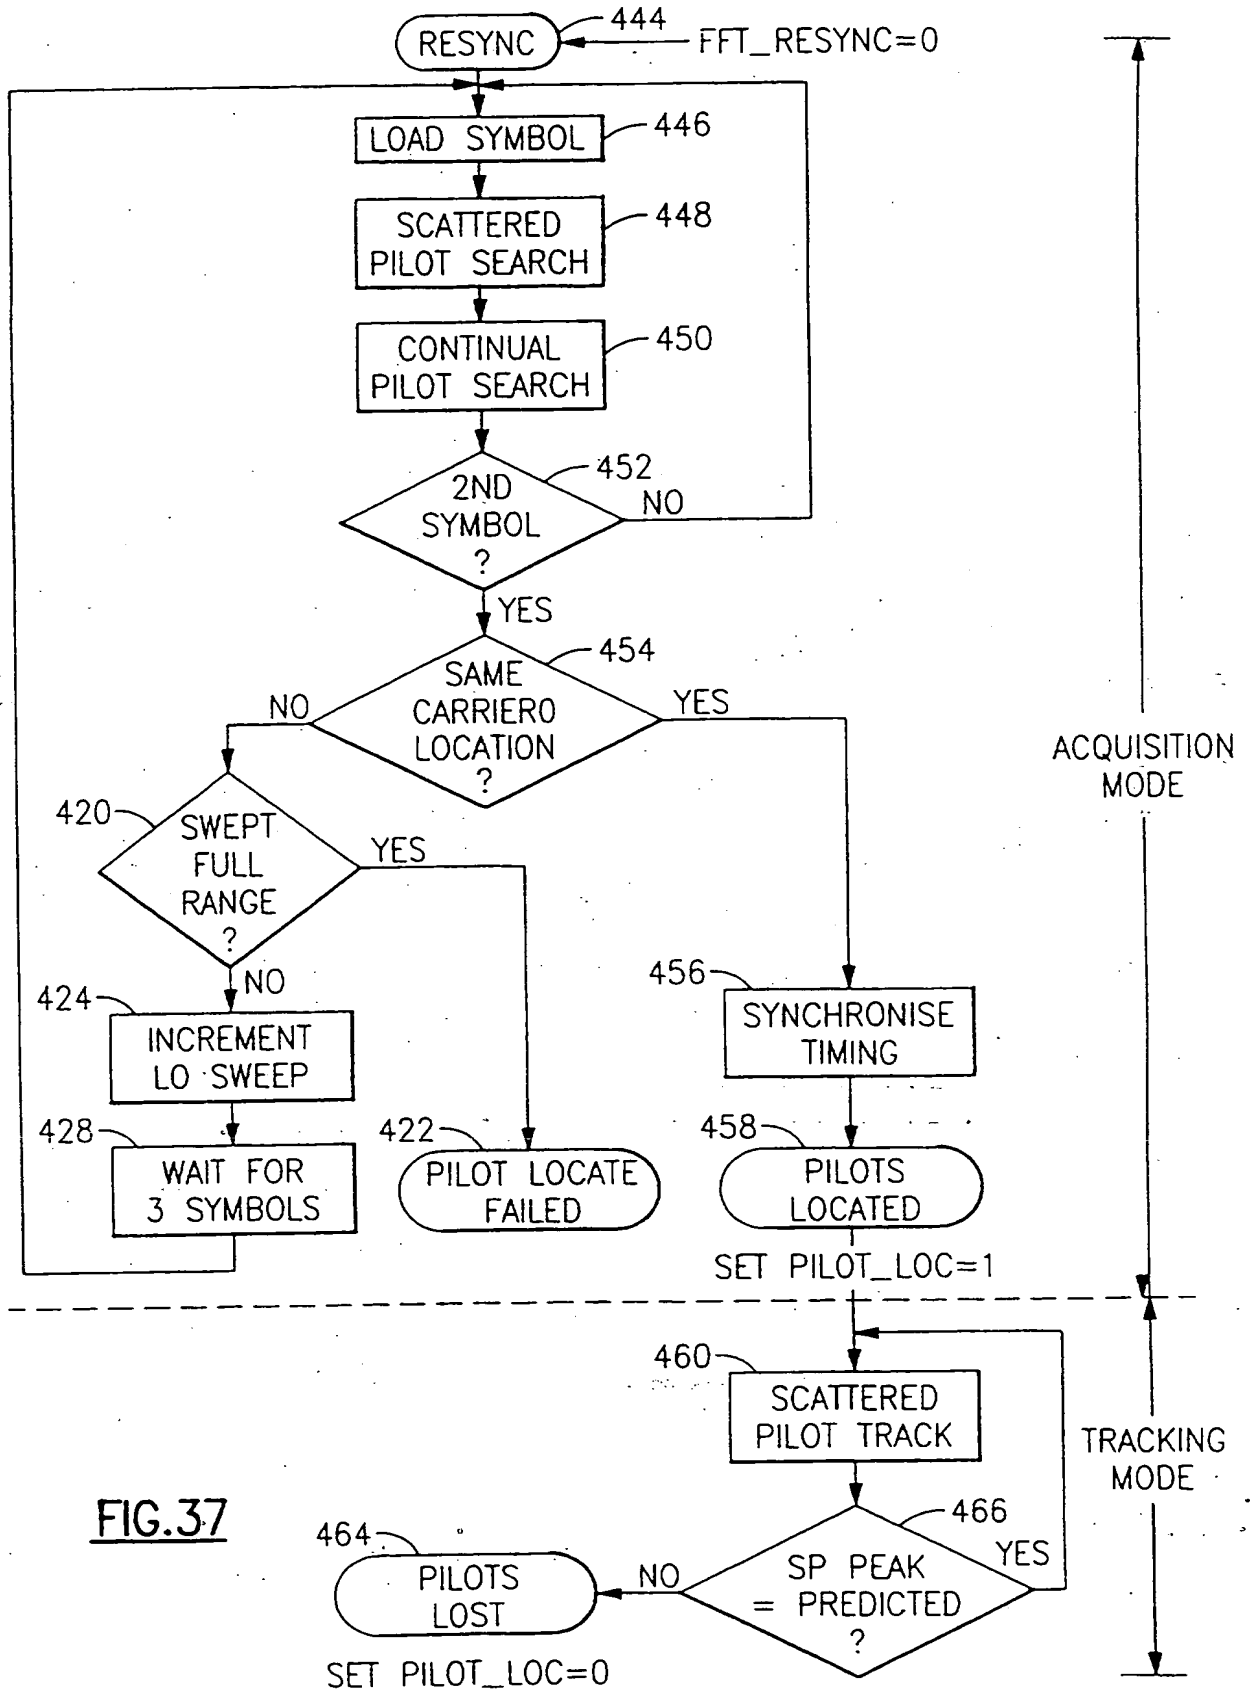 444
RESYNC
FFT_RESYNC=0
LOAD SYMBOL
446
SCATTERED
PILOT SEARCH
448
CONTINUAL
PILOT SEARCH
450
2ND
SYMBOL
?
452
NO
YES
SAME
CARRIER0
LOCATION
?
454
NO
YES
ACQUISITION
MODE
420
SWEPT
FULL
RANGE
?
YES
NO
424
INCREMENT
LO SWEEP
456
SYNCHRONISE
TIMING
428
WAIT FOR
3 SYMBOLS
422
PILOT LOCATE
FAILED
458
PILOTS
LOCATED
SET PILOT_LOC=1
460
SCATTERED
PILOT TRACK
TRACKING
MODE
466
SP PEAK
= PREDICTED
?
YES
NO
464
PILOTS
LOST
SET PILOT_LOC=0
FIG.37